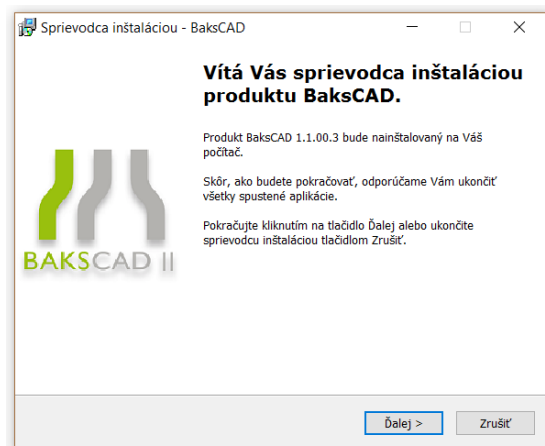 Sprievodca inštaláciou - BaksCAD
Vítá Vás sprievodca inštaláciou
produktu BaksCAD.
Produkt BaksCAD 1.1.00.3 bude nainštalovaný na Váš
počítač.
Skôr, ako budete pokračovať, odporúčame Vám ukončiť
všetky spustené aplikácie.
Pokračujte kliknutím na tlačidlo Ďalej alebo ukončite
sprievodcu inštaláciou tlačidlom Zrušiť.
BAKSCAD II
Ďalej >
Zrušiť